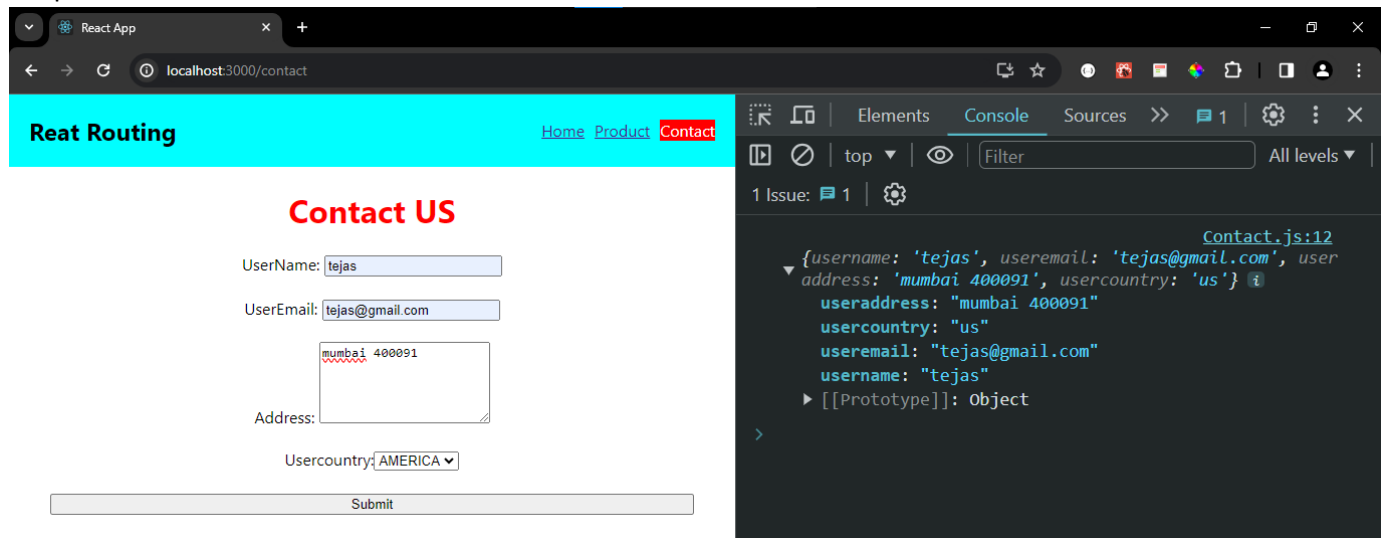 React App
localhost:3000/contact
Reat Routing
Home Product Contact
Contact US
UserName: tejas
UserEmail: tejas@gmail.com
mumbai 400091
Address:
Usercountry: AMERICA
Submit
Elements Console Sources 1
top Filter All levels
1 Issue: 1
Contact.js:12
{username: 'tejas', useremail: 'tejas@gmail.com', user
address: 'mumbai 400091', usercountry: 'us'} i
useraddress: "mumbai 400091"
usercountry: "us"
useremail: "tejas@gmail.com"
username: "tejas"
[[Prototype]]: Object